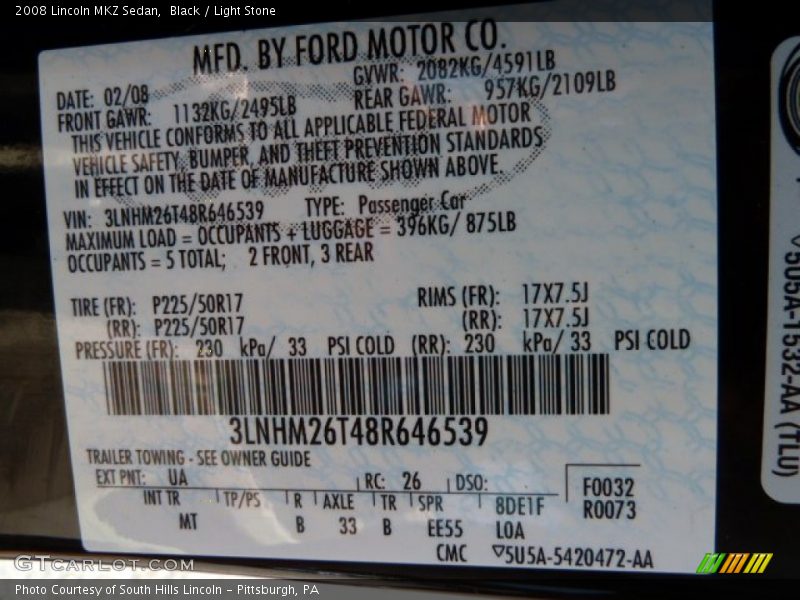 2008 Lincoln MKZ Sedan,  Black / Light Stone
MFD. BY FORD MOTOR CO.
DATE: 02/08 GVWR: 2082KG/4591LB
FRONT GAWR: 1132KG/2495LB REAR GAWR: 957KG/2109LB
THIS VEHICLE CONFORMS TO ALL APPLICABLE FEDERAL MOTOR
VEHICLE SAFETY, BUMPER, AND THEFT PREVENTION STANDARDS
IN EFFECT ON THE DATE OF MANUFACTURE SHOWN ABOVE.
VIN: 3LNHM26T48R646539 TYPE: Passenger Car
MAXIMUM LOAD = OCCUPANTS + LUGGAGE = 396KG/ 875LB
OCCUPANTS = 5 TOTAL; 2 FRONT, 3 REAR
TIRE (FR): P225/50R17 RIMS (FR): 17X7.5J
(RR): P225/50R17 (RR): 17X7.5J
PRESSURE (FR): 230 kPa/ 33 PSI COLD (RR): 230 kPa/ 33 PSI COLD
3LNHM26T48R646539
TRAILER TOWING - SEE OWNER GUIDE
EXT PNT: UA RC: 26 DSO: F0032
INT TR TP/PS R AXLE TR SPR 8DE1F R0073
MT B 33 B EE55 LOA
CMC ▽5U5A-5420472-AA
▽505A-1532-AA (TLU)
GTCARLOT.COM
Photo Courtesy of South Hills Lincoln – Pittsburgh, PA